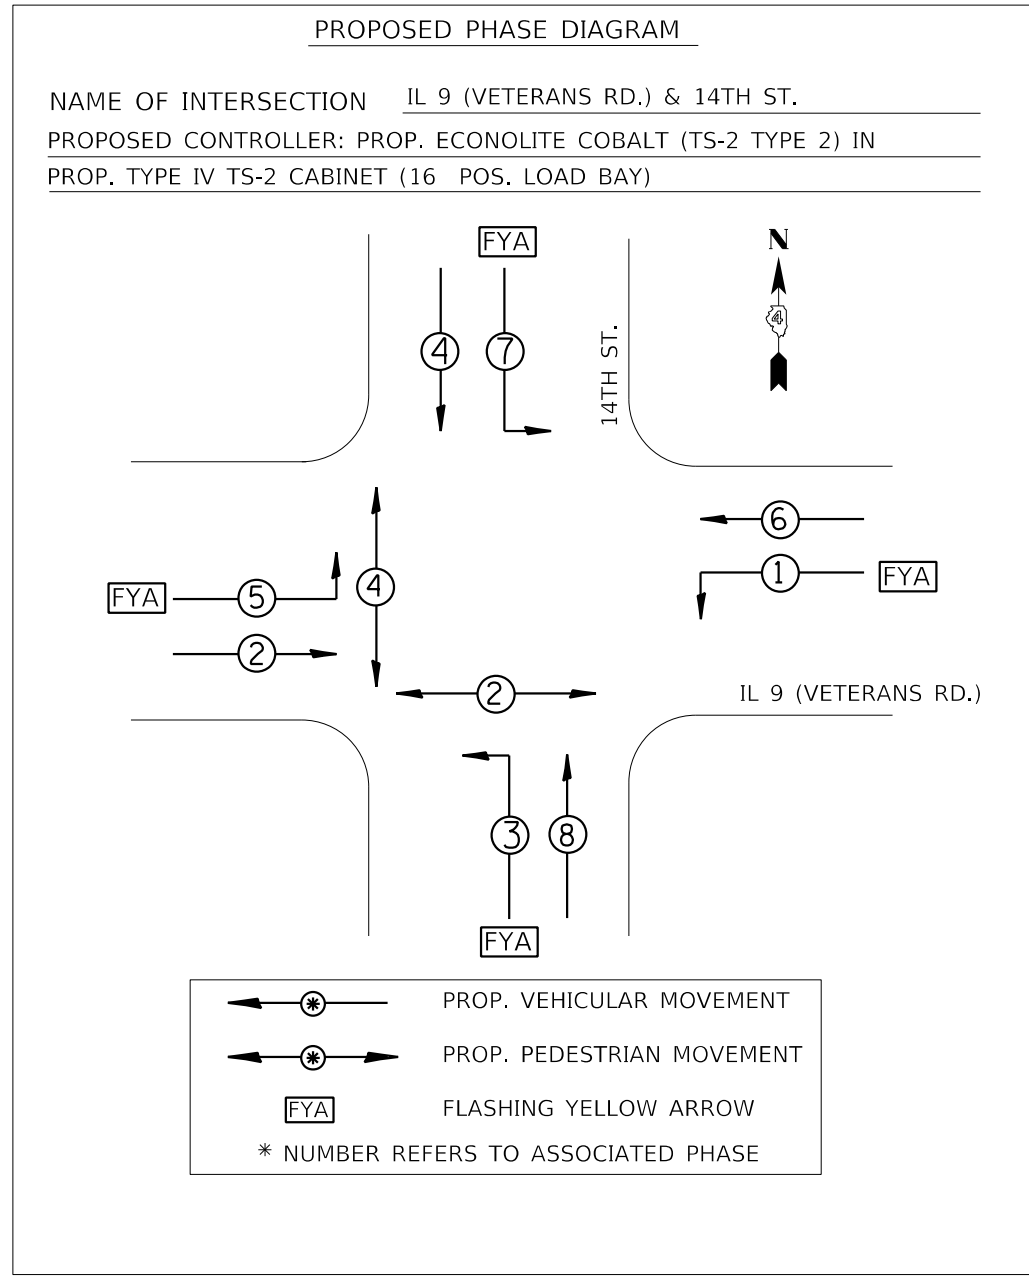 PROPOSED PHASE DIAGRAM
NAME OF INTERSECTION IL 9 (VETERANS RD.) & 14TH ST.
PROPOSED CONTROLLER: PROP. ECONOLITE COBALT (TS-2 TYPE 2) IN
PROP. TYPE IV TS-2 CABINET (16 POS. LOAD BAY)
FYA
N
4
4
7
14TH ST.
6
FYA
5
4
1
FYA
2
2
IL 9 (VETERANS RD.)
3
8
FYA
* PROP. VEHICULAR MOVEMENT
* PROP. PEDESTRIAN MOVEMENT
FYA FLASHING YELLOW ARROW
* NUMBER REFERS TO ASSOCIATED PHASE